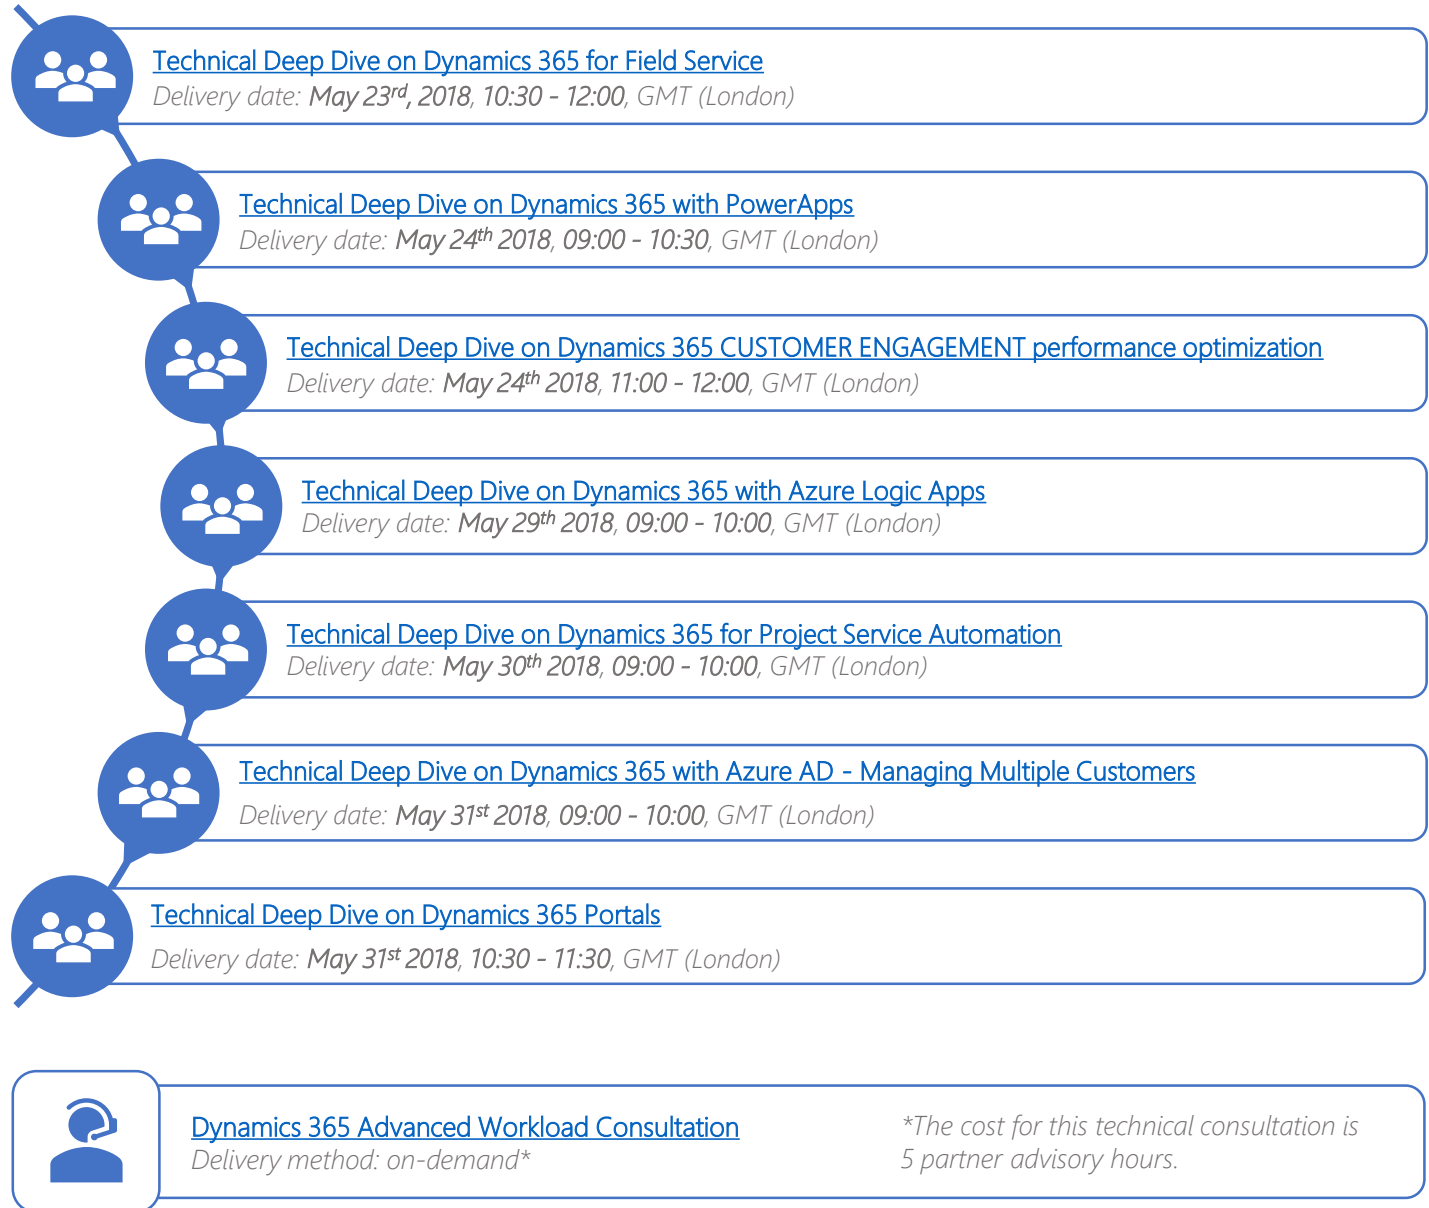 Technical Deep Dive on Dynamics 365 for Field Service
Delivery date: May 23rd, 2018, 10:30 - 12:00, GMT (London)
Technical Deep Dive on Dynamics 365 with PowerApps
Delivery date: May 24th 2018, 09:00 - 10:30, GMT (London)
Technical Deep Dive on Dynamics 365 CUSTOMER ENGAGEMENT performance optimization
Delivery date: May 24th 2018, 11:00 - 12:00, GMT (London)
Technical Deep Dive on Dynamics 365 with Azure Logic Apps
Delivery date: May 29th 2018, 09:00 - 10:00, GMT (London)
Technical Deep Dive on Dynamics 365 for Project Service Automation
Delivery date: May 30th 2018, 09:00 - 10:00, GMT (London)
Technical Deep Dive on Dynamics 365 with Azure AD - Managing Multiple Customers
Delivery date: May 31st 2018, 09:00 - 10:00, GMT (London)
Technical Deep Dive on Dynamics 365 Portals
Delivery date: May 31st 2018, 10:30 - 11:30, GMT (London)
Dynamics 365 Advanced Workload Consultation
Delivery method: on-demand*
*The cost for this technical consultation is
5 partner advisory hours.